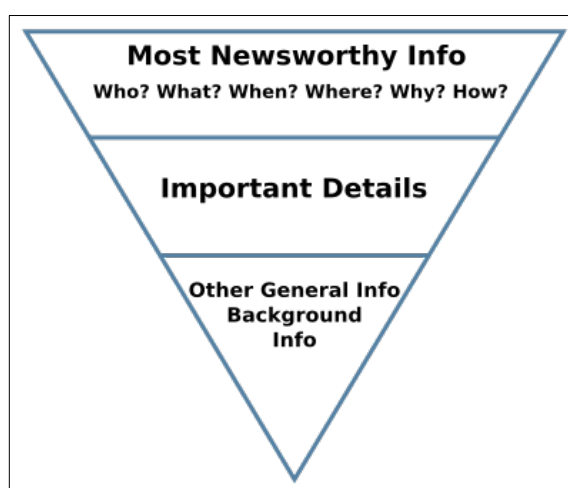 Most Newsworthy Info
Who? What? When? Where? Why? How?
Important Details
Other General Info
Background
Info